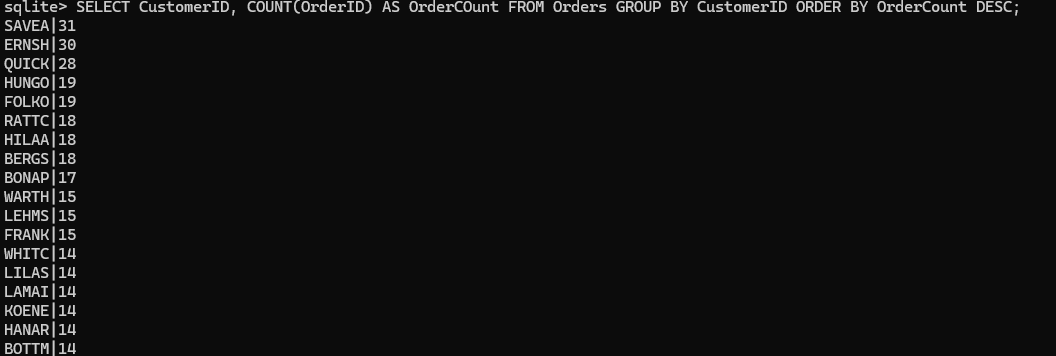 sqlite> SELECT CustomerID, COUNT(OrderID) AS OrderCOunt FROM Orders GROUP BY CustomerID ORDER BY OrderCount DESC;
SAVEA|31
ERNSH|30
QUICK|28
HUNGO|19
FOLKO|19
RATTC|18
HILAA|18
BERGS|18
BONAP|17
WARTH|15
LEHMS|15
FRANK|15
WHITC|14
LILAS|14
LAMAI|14
KOENE|14
HANAR|14
BOTTM|14